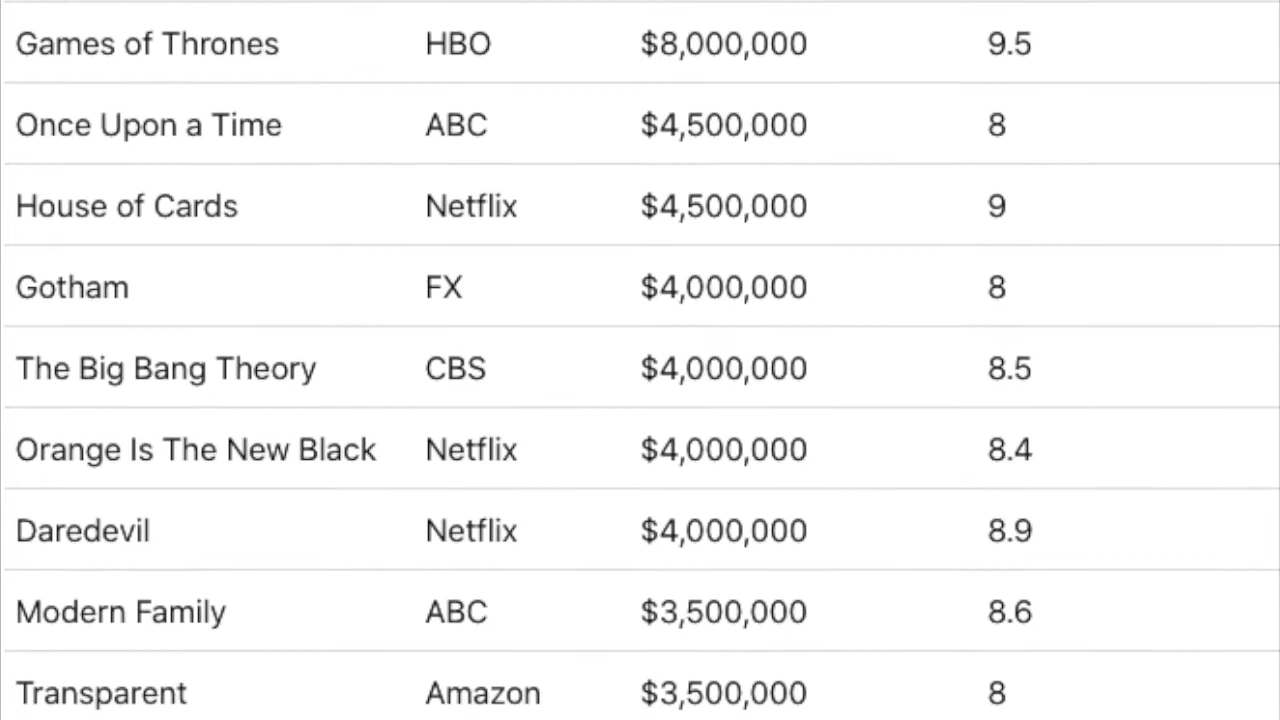 Games of Thrones HBO $8,000,000 9.5
Once Upon a Time ABC $4,500,000 8
House of Cards Netflix $4,500,000 9
Gotham FX $4,000,000 8
The Big Bang Theory CBS $4,000,000 8.5
Orange Is The New Black Netflix $4,000,000 8.4
Daredevil Netflix $4,000,000 8.9
Modern Family ABC $3,500,000 8.6
Transparent Amazon $3,500,000 8